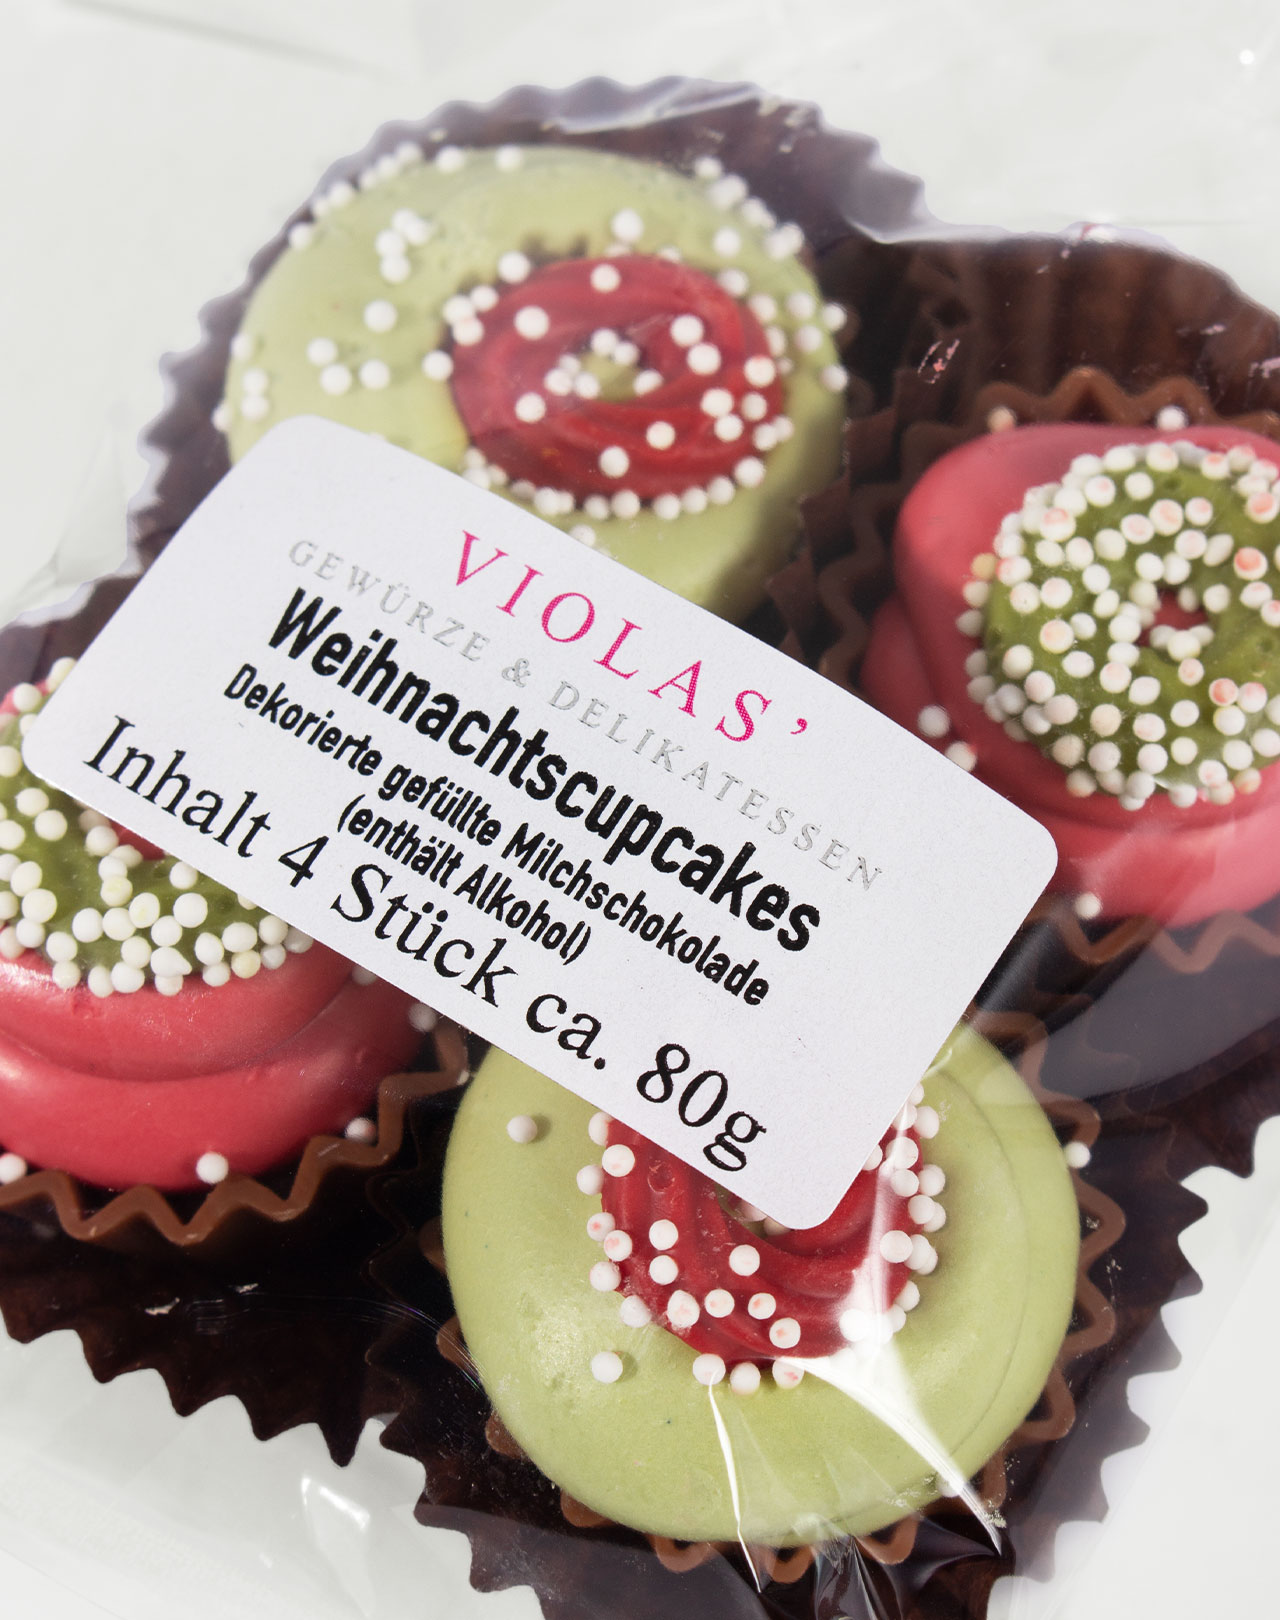 VIOLAS’
GEWÜRZE & DELIKATESSEN
Weihnachtscupcakes
Dekorierte gefüllte Milchschokolade
(enthält Alkohol)
Inhalt 4 Stück ca. 80g